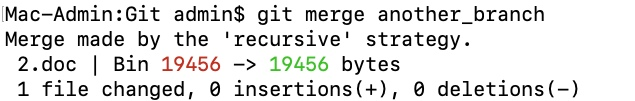 Mac-Admin:Git admin$ git merge another_branch
Merge made by the 'recursive' strategy.
2.doc | Bin 19456 -> 19456 bytes
1 file changed, 0 insertions(+), 0 deletions(-)